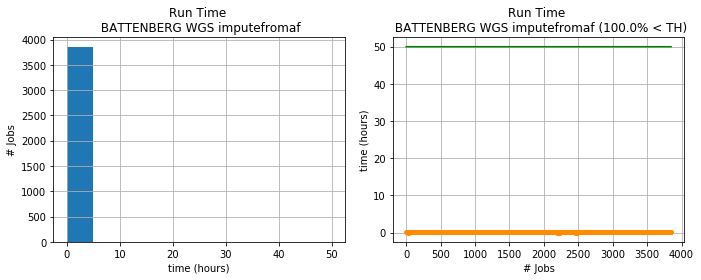 Run Time
BATTENBERG WGS imputefromaf
4000
3500
3000
2500
2000
1500
1000
500
0
# Jobs
0 10 20 30 40 50
time (hours)
Run Time
BATTENBERG WGS imputefromaf (100.0% < TH)
50
40
30
20
10
0
time (hours)
0 500 1000 1500 2000 2500 3000 3500 4000
# Jobs